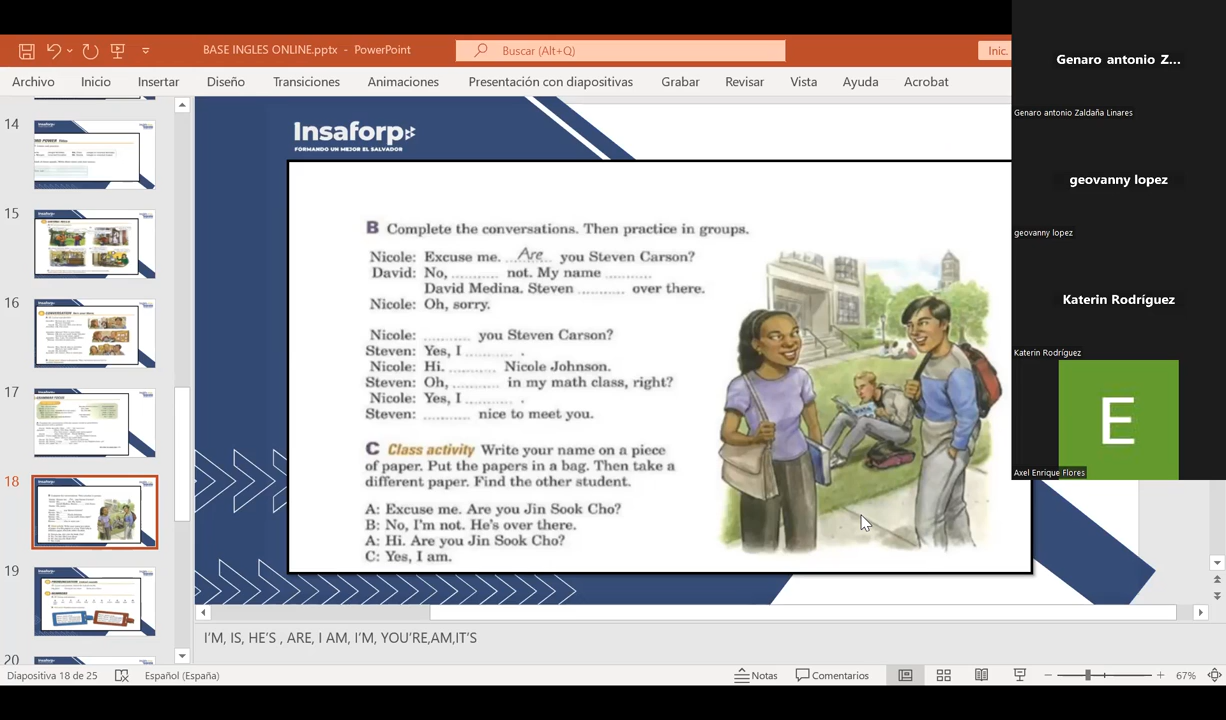 BASE INGLES ONLINE.pptx - PowerPoint
Buscar (Alt+Q)
Inic.
Archivo Inicio Insertar Diseño Transiciones Animaciones Presentación con diapositivas Grabar Revisar Vista Ayuda Acrobat
Genaro antonio Z...
Genaro antonio Zaldaña Linares
geovanny lopez
geovanny lopez
Katerin Rodríguez
Katerin Rodríguez
E
Axel Enrique Flores
14
15
16
17
18
19
20
Insaforp
FORMANDO UN MEJOR EL SALVADOR
B Complete the conversations. Then practice in groups.
Nicole: Excuse me. Are you Steven Carson?
David: No, .......... not. My name ..........
David Medina. Steven .......... over there.
Nicole: Oh, sorry.
Nicole: .......... you Steven Carson?
Steven: Yes, I .......... .
Nicole: Hi. .......... Nicole Johnson.
Steven: Oh, .......... in my math class, right?
Nicole: Yes, I .......... .
Steven: .......... nice to meet you.
C Class activity Write your name on a piece
of paper. Put the papers in a bag. Then take a
different paper. Find the other student.
A: Excuse me. Are you Jin Sook Cho?
B: No, I'm not. He's over there.
A: Hi. Are you Jin Sook Cho?
C: Yes, I am.
I'M, IS, HE'S , ARE, I AM, I'M, YOU'RE,AM,IT'S
Diapositiva 18 de 25 Español (España) Notas Comentarios 67%